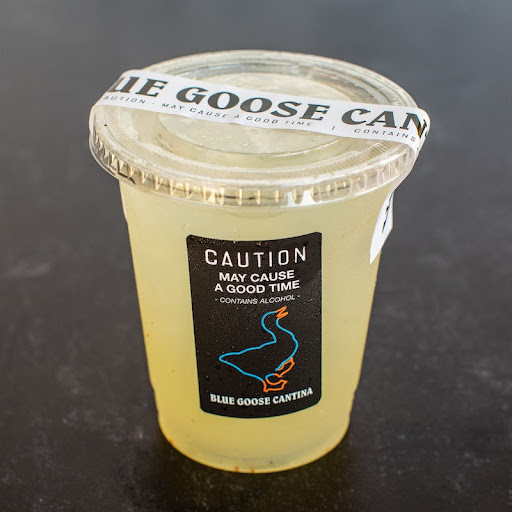 LUE GOOSE CAN
CAUTION - MAY CAUSE A GOOD TIME | CONTAINS
CAUTION
MAY CAUSE
A GOOD TIME
- CONTAINS ALCOHOL -
BLUE GOOSE CANTINA